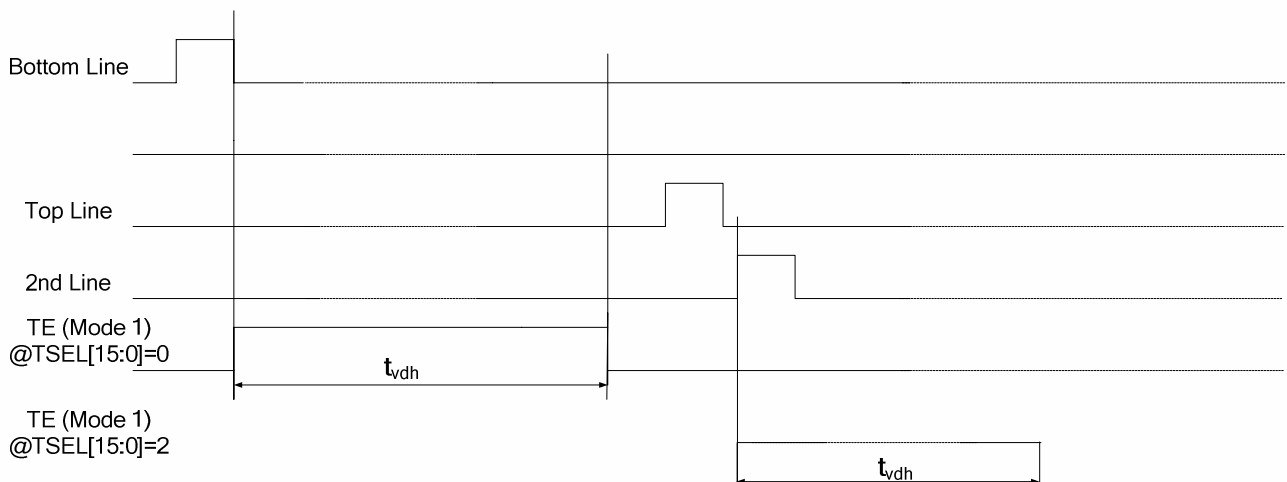 Bottom Line
Top Line
2nd Line
TE (Mode 1)
@TSEL[15:0]=0
tvdh
TE (Mode 1)
@TSEL[15:0]=2
tvdh